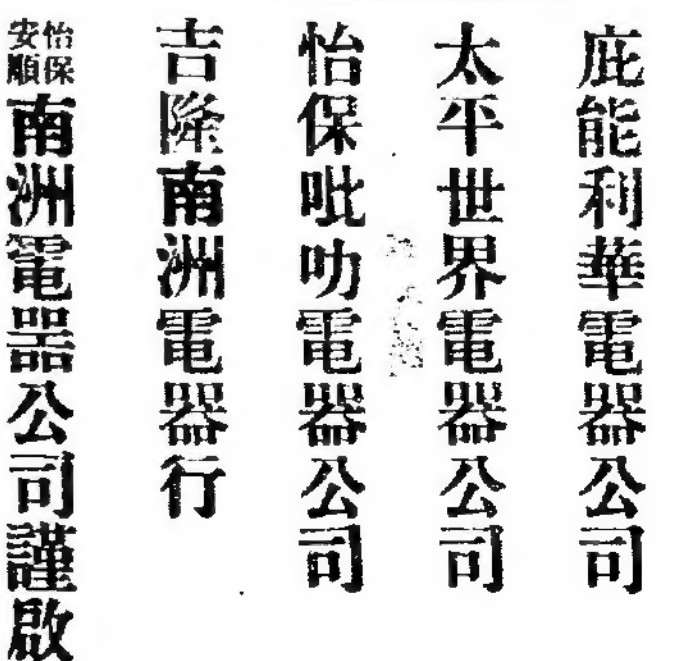 庇能利華電器公司
太平世界電器公司
怡保吡叻電器公司
吉隆南洲電器行
怡保安順南洲電器公司謹啟